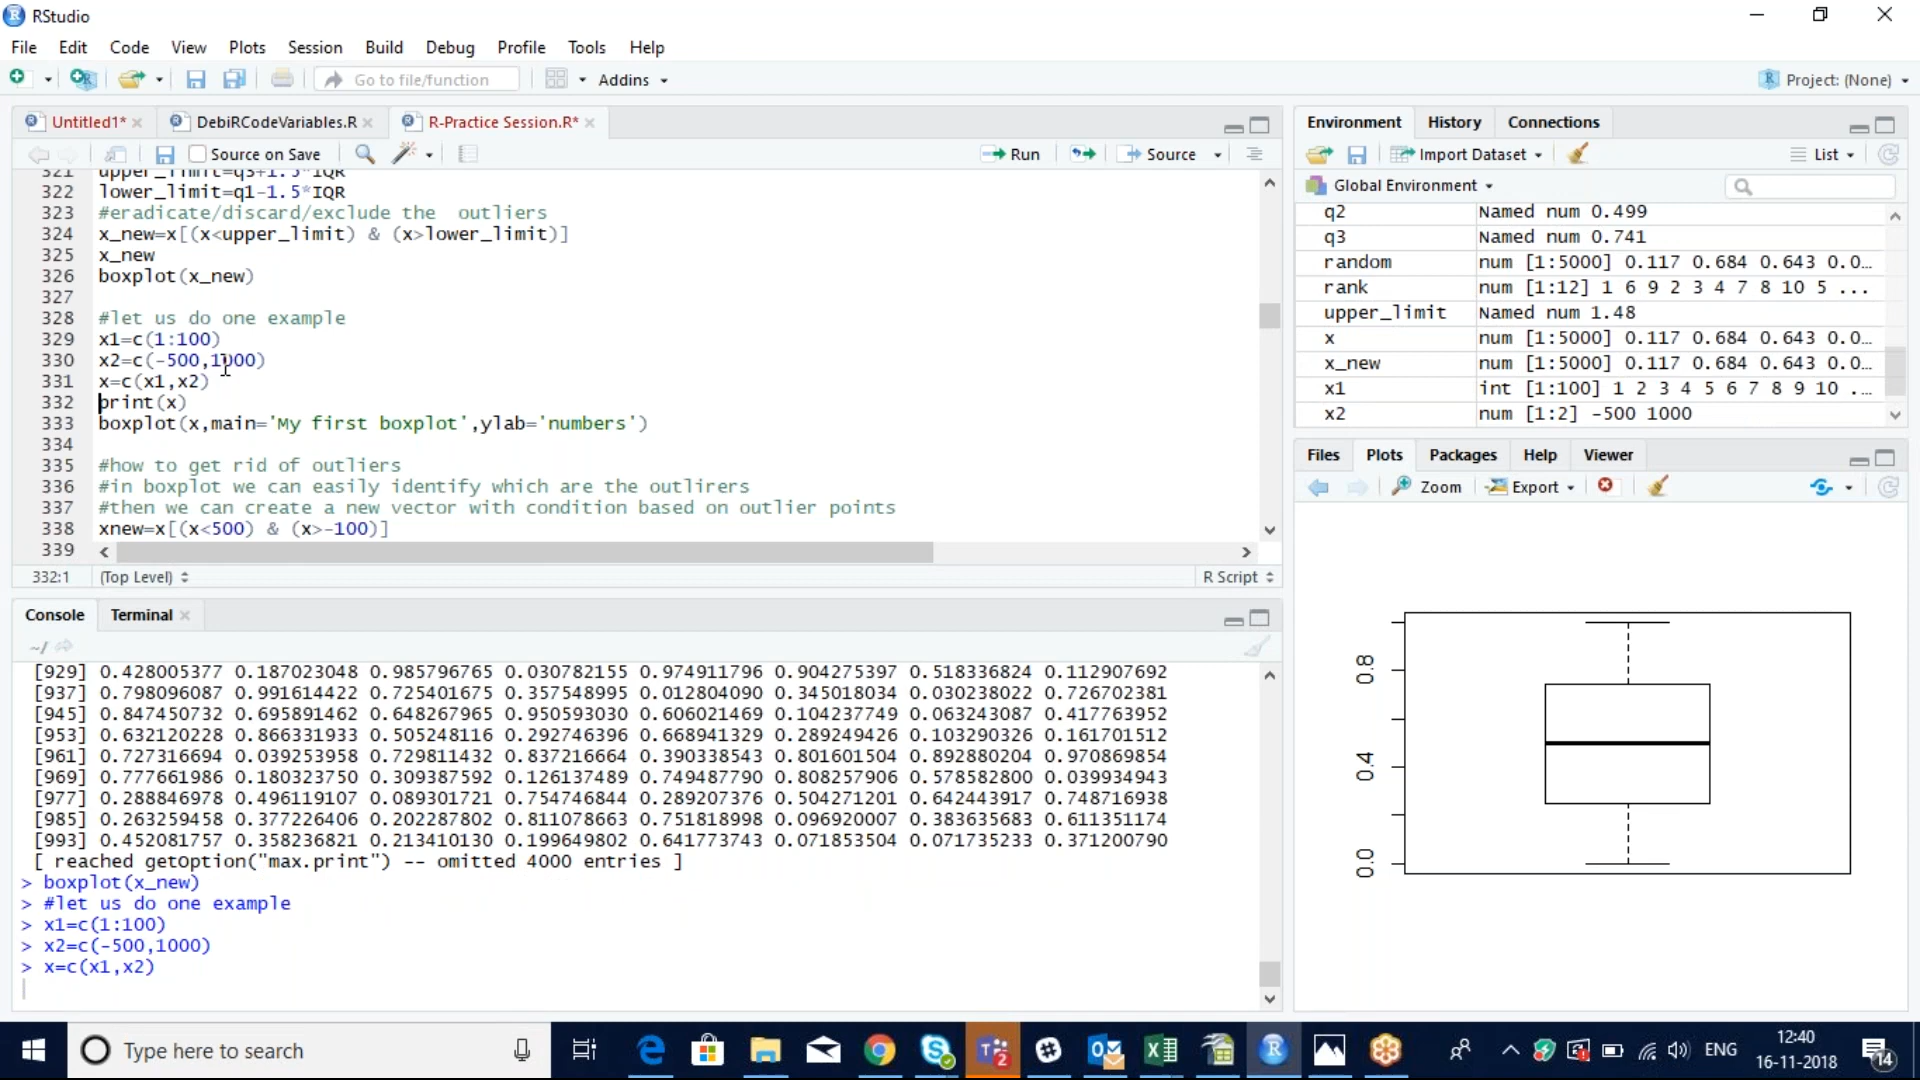 RStudio
File Edit Code View Plots Session Build Debug Profile Tools Help
Go to file/function Addins Project: (None)
Untitled1* DebiRCodeVariables.R R-Practice Session.R*
Source on Save Run Source
321 upper_limit=q3+1.5*IQR
322 lower_limit=q1-1.5*IQR
323 #eradicate/discard/exclude the  outliers
324 x_new=x[(x<upper_limit) & (x>lower_limit)]
325 x_new
326 boxplot(x_new)
327
328 #let us do one example
329 x1=c(1:100)
330 x2=c(-500,1000)
331 x=c(x1,x2)
332 print(x)
333 boxplot(x,main='My first boxplot',ylab='numbers')
334
335 #how to get rid of outliers
336 #in boxplot we can easily identify which are the outlirers
337 #then we can create a new vector with condition based on outlier points
338 xnew=x[(x<500) & (x>-100)]
339
332:1 (Top Level) R Script
Console Terminal
~/
[929] 0.428005377 0.187023048 0.985796765 0.030782155 0.974911796 0.904275397 0.518336824 0.112907692
[937] 0.798096087 0.991614422 0.725401675 0.357548995 0.012804090 0.345018034 0.030238022 0.726702381
[945] 0.847450732 0.695891462 0.648267965 0.950593030 0.606021469 0.104237749 0.063243087 0.417763952
[953] 0.632120228 0.866331933 0.505248116 0.292746396 0.668941329 0.289249426 0.103290326 0.161701512
[961] 0.727316694 0.039253958 0.729811432 0.837216664 0.390338543 0.801601504 0.892880204 0.970869854
[969] 0.777661986 0.180323750 0.309387592 0.126137489 0.749487790 0.808257906 0.578582800 0.039934943
[977] 0.288846978 0.496119107 0.089301721 0.754746844 0.289207376 0.504271201 0.642443917 0.748716938
[985] 0.263259458 0.377226406 0.202287802 0.811078663 0.751818998 0.096920007 0.383635683 0.611351174
[993] 0.452081757 0.358236821 0.213410130 0.199649802 0.641773743 0.071853504 0.071735233 0.371200790
[ reached getOption("max.print") -- omitted 4000 entries ]
> boxplot(x_new)
> #let us do one example
> x1=c(1:100)
> x2=c(-500,1000)
> x=c(x1,x2)
Environment History Connections
Import Dataset List
Global Environment
q2 Named num 0.499
q3 Named num 0.741
random num [1:5000] 0.117 0.684 0.643 0.0…
rank num [1:12] 1 6 9 2 3 4 7 8 10 5 ...
upper_limit Named num 1.48
x num [1:5000] 0.117 0.684 0.643 0.0…
x_new num [1:5000] 0.117 0.684 0.643 0.0…
x1 int [1:100] 1 2 3 4 5 6 7 8 9 10 .…
x2 num [1:2] -500 1000
Files Plots Packages Help Viewer
Zoom Export
0.8
0.4
0.0
Type here to search
2
ENG
12:40
16-11-2018
14